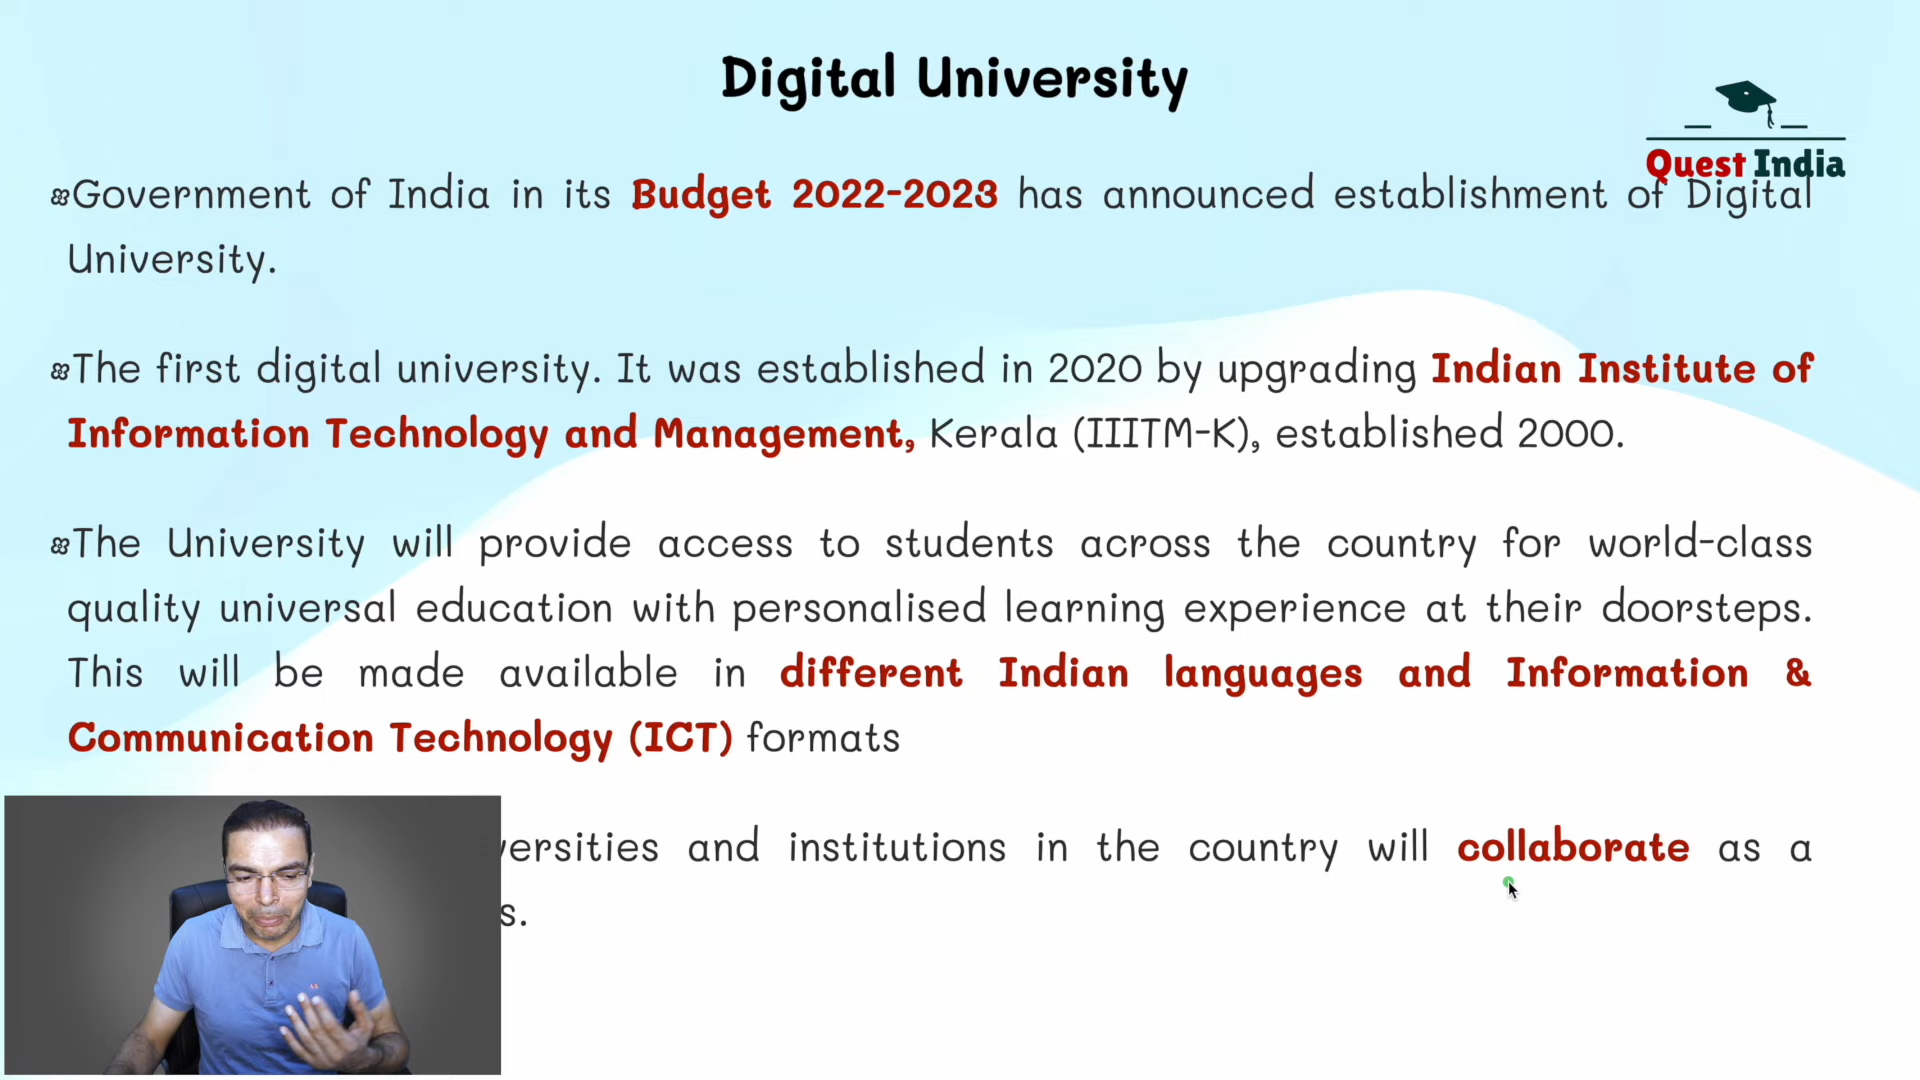 Digital University
Quest India
Government of India in its Budget 2022-2023 has announced establishment of Digital
University.
The first digital university. It was established in 2020 by upgrading Indian Institute of
Information Technology and Management, Kerala (IIITM-K), established 2000.
The University will provide access to students across the country for world-class
quality universal education with personalised learning experience at their doorsteps.
This will be made available in different Indian languages and Information &
Communication Technology (ICT) formats
versities and institutions in the country will collaborate as a
s.